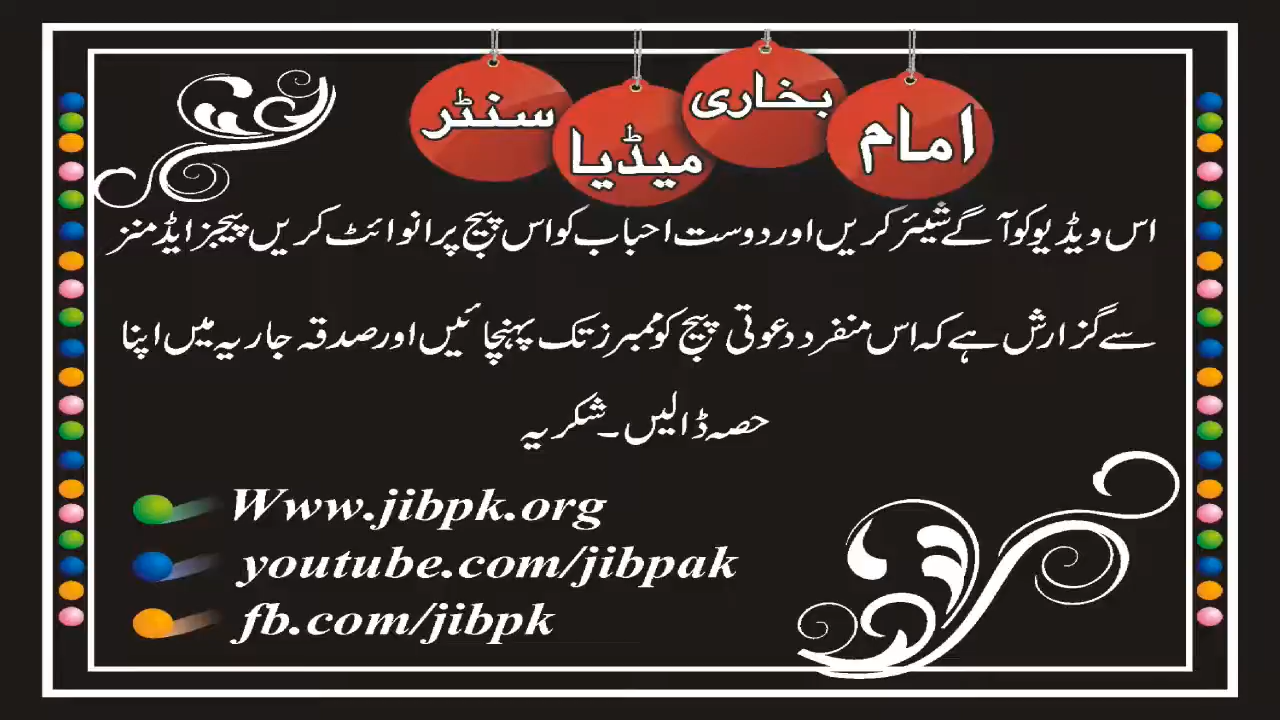 امام بخاری میڈیا سنٹر
اس ویڈیو کو آگے شیئر کریں اور دوست احباب کو اس پیج پر انوائٹ کریں پیجز ایڈمنز
سے گزارش ہے کہ اس منفرد دعوتی پیج کو ممبرز تک پہنچائیں اور صدقہ جاریہ میں اپنا
حصہ ڈالیں۔ شکریہ
Www.jibpk.org
youtube.com/jibpak
fb.com/jibpk